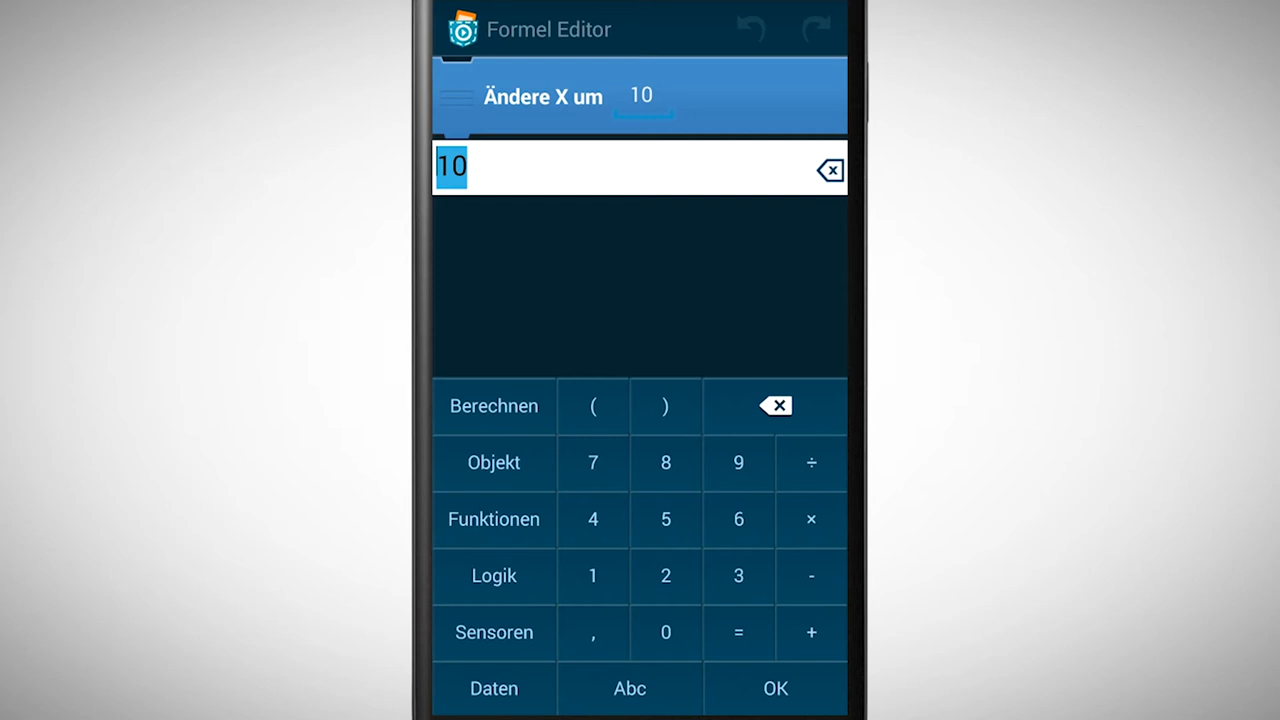 Formel Editor
Ändere X um 10
10
Berechnen ( )
Objekt 7 8 9 ÷
Funktionen 4 5 6 ×
Logik 1 2 3 -
Sensoren , 0 = +
Daten Abc OK